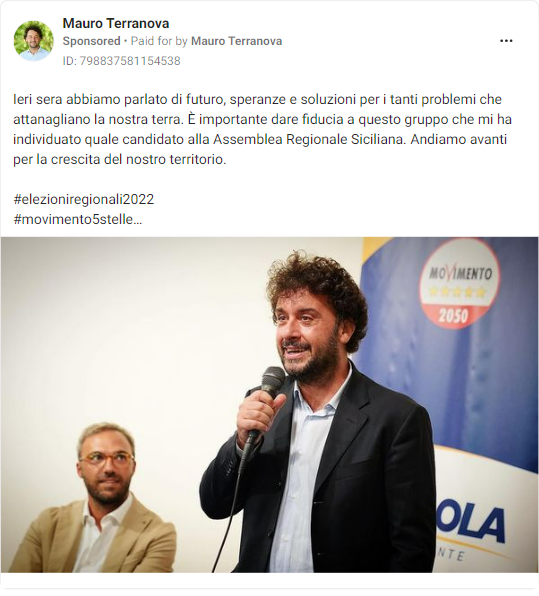 Mauro Terranova
Sponsored • Paid for by Mauro Terranova
ID: 798837581154538
Ieri sera abbiamo parlato di futuro, speranze e soluzioni per i tanti problemi che
attanagliano la nostra terra. È importante dare fiducia a questo gruppo che mi ha
individuato quale candidato alla Assemblea Regionale Siciliana. Andiamo avanti
per la crescita del nostro territorio.
#elezioniregionali2022
#movimento5stelle...
MOVIMENTO
2050
OLA
NTE